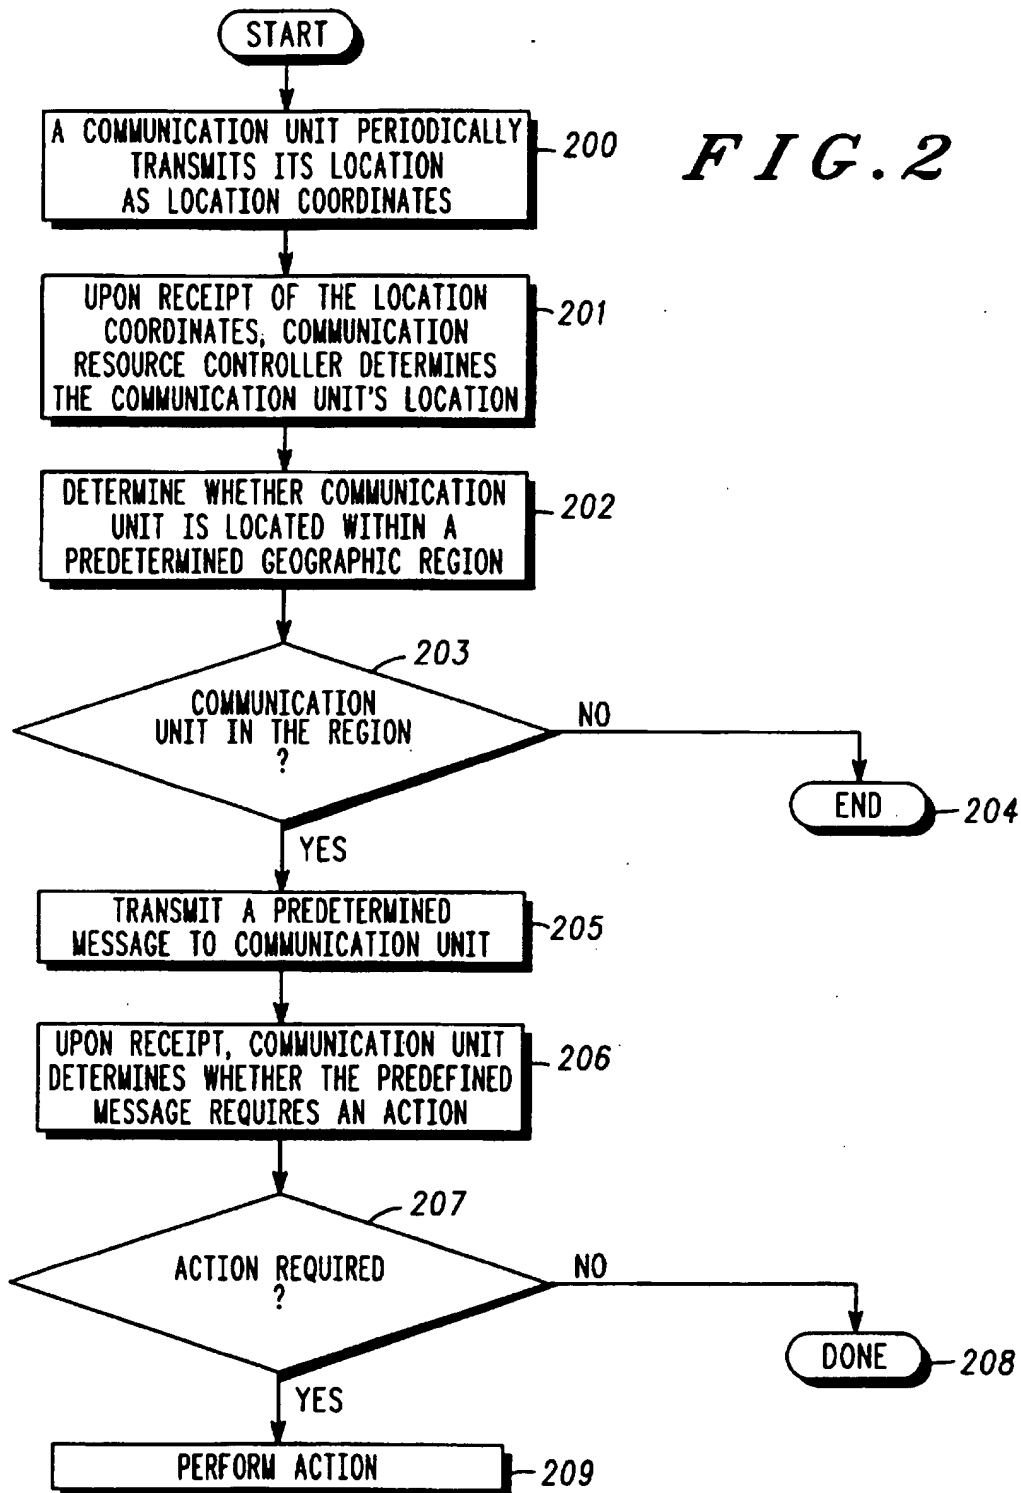 START
A COMMUNICATION UNIT PERIODICALLY
TRANSMITS ITS LOCATION
AS LOCATION COORDINATES
200
FIG.2
UPON RECEIPT OF THE LOCATION
COORDINATES, COMMUNICATION
RESOURCE CONTROLLER DETERMINES
THE COMMUNICATION UNIT'S LOCATION
201
DETERMINE WHETHER COMMUNICATION
UNIT IS LOCATED WITHIN A
PREDETERMINED GEOGRAPHIC REGION
202
203
COMMUNICATION
UNIT IN THE REGION
?
NO
END
204
YES
TRANSMIT A PREDETERMINED
MESSAGE TO COMMUNICATION UNIT
205
UPON RECEIPT, COMMUNICATION UNIT
DETERMINES WHETHER THE PREDEFINED
MESSAGE REQUIRES AN ACTION
206
207
ACTION REQUIRED
?
NO
DONE
208
YES
PERFORM ACTION
209